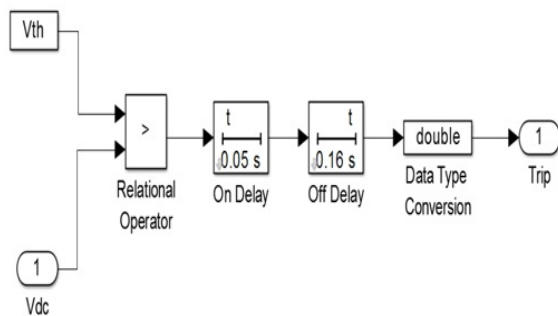 Vth
>
t
0.05 s
t
0.16 s
double
1
Relational
Operator
On Delay
Off Delay
Data Type
Conversion
Trip
1
Vdc